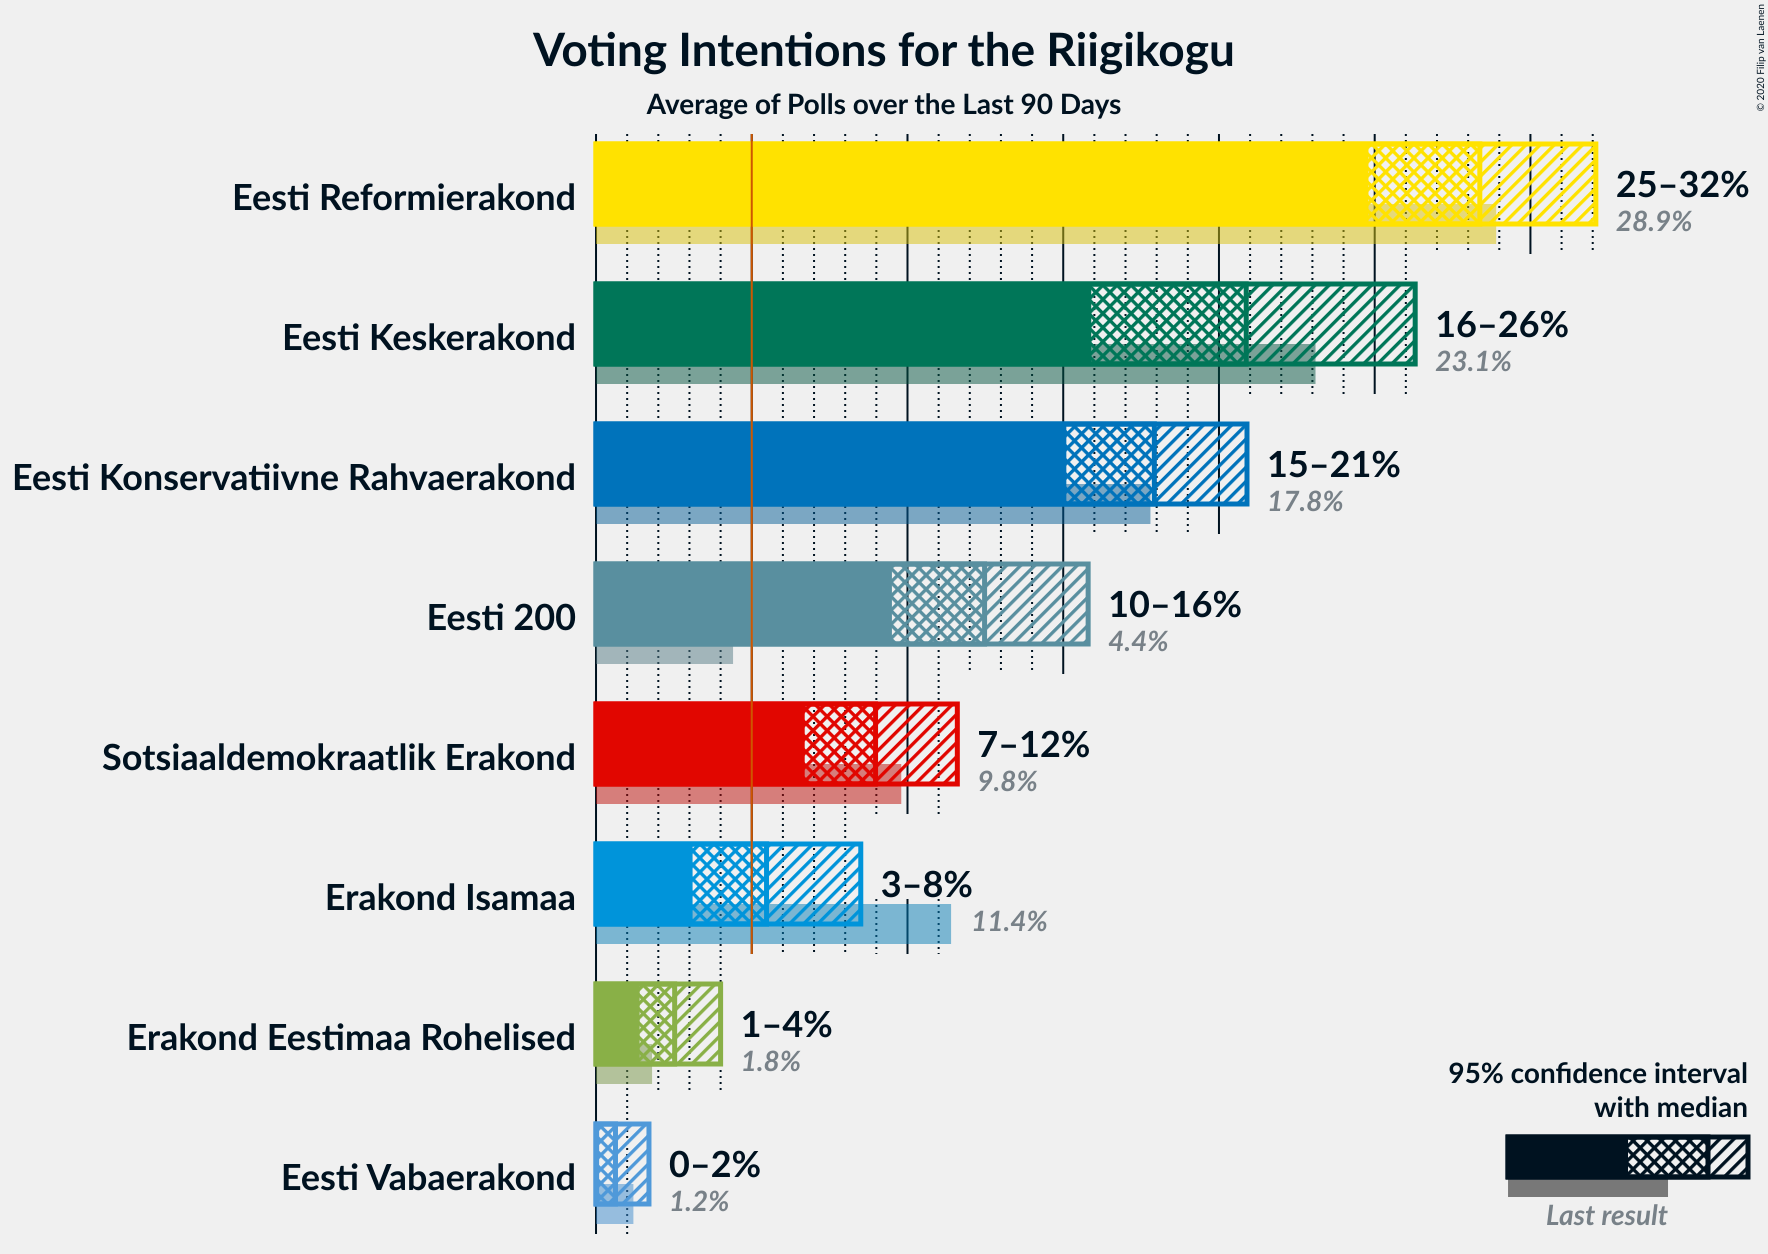 Voting Intentions for the Riigikogu
Average of Polls over the Last 90 Days
© 2020 Filip van Laenen
Eesti Reformierakond
25–32%
28.9%
Eesti Keskerakond
16–26%
23.1%
Eesti Konservatiivne Rahvaerakond
15–21%
17.8%
Eesti 200
10–16%
4.4%
Sotsiaaldemokraatlik Erakond
7–12%
9.8%
Erakond Isamaa
3–8%
11.4%
Erakond Eestimaa Rohelised
1–4%
1.8%
Eesti Vabaerakond
0–2%
1.2%
95% confidence interval
with median
Last result